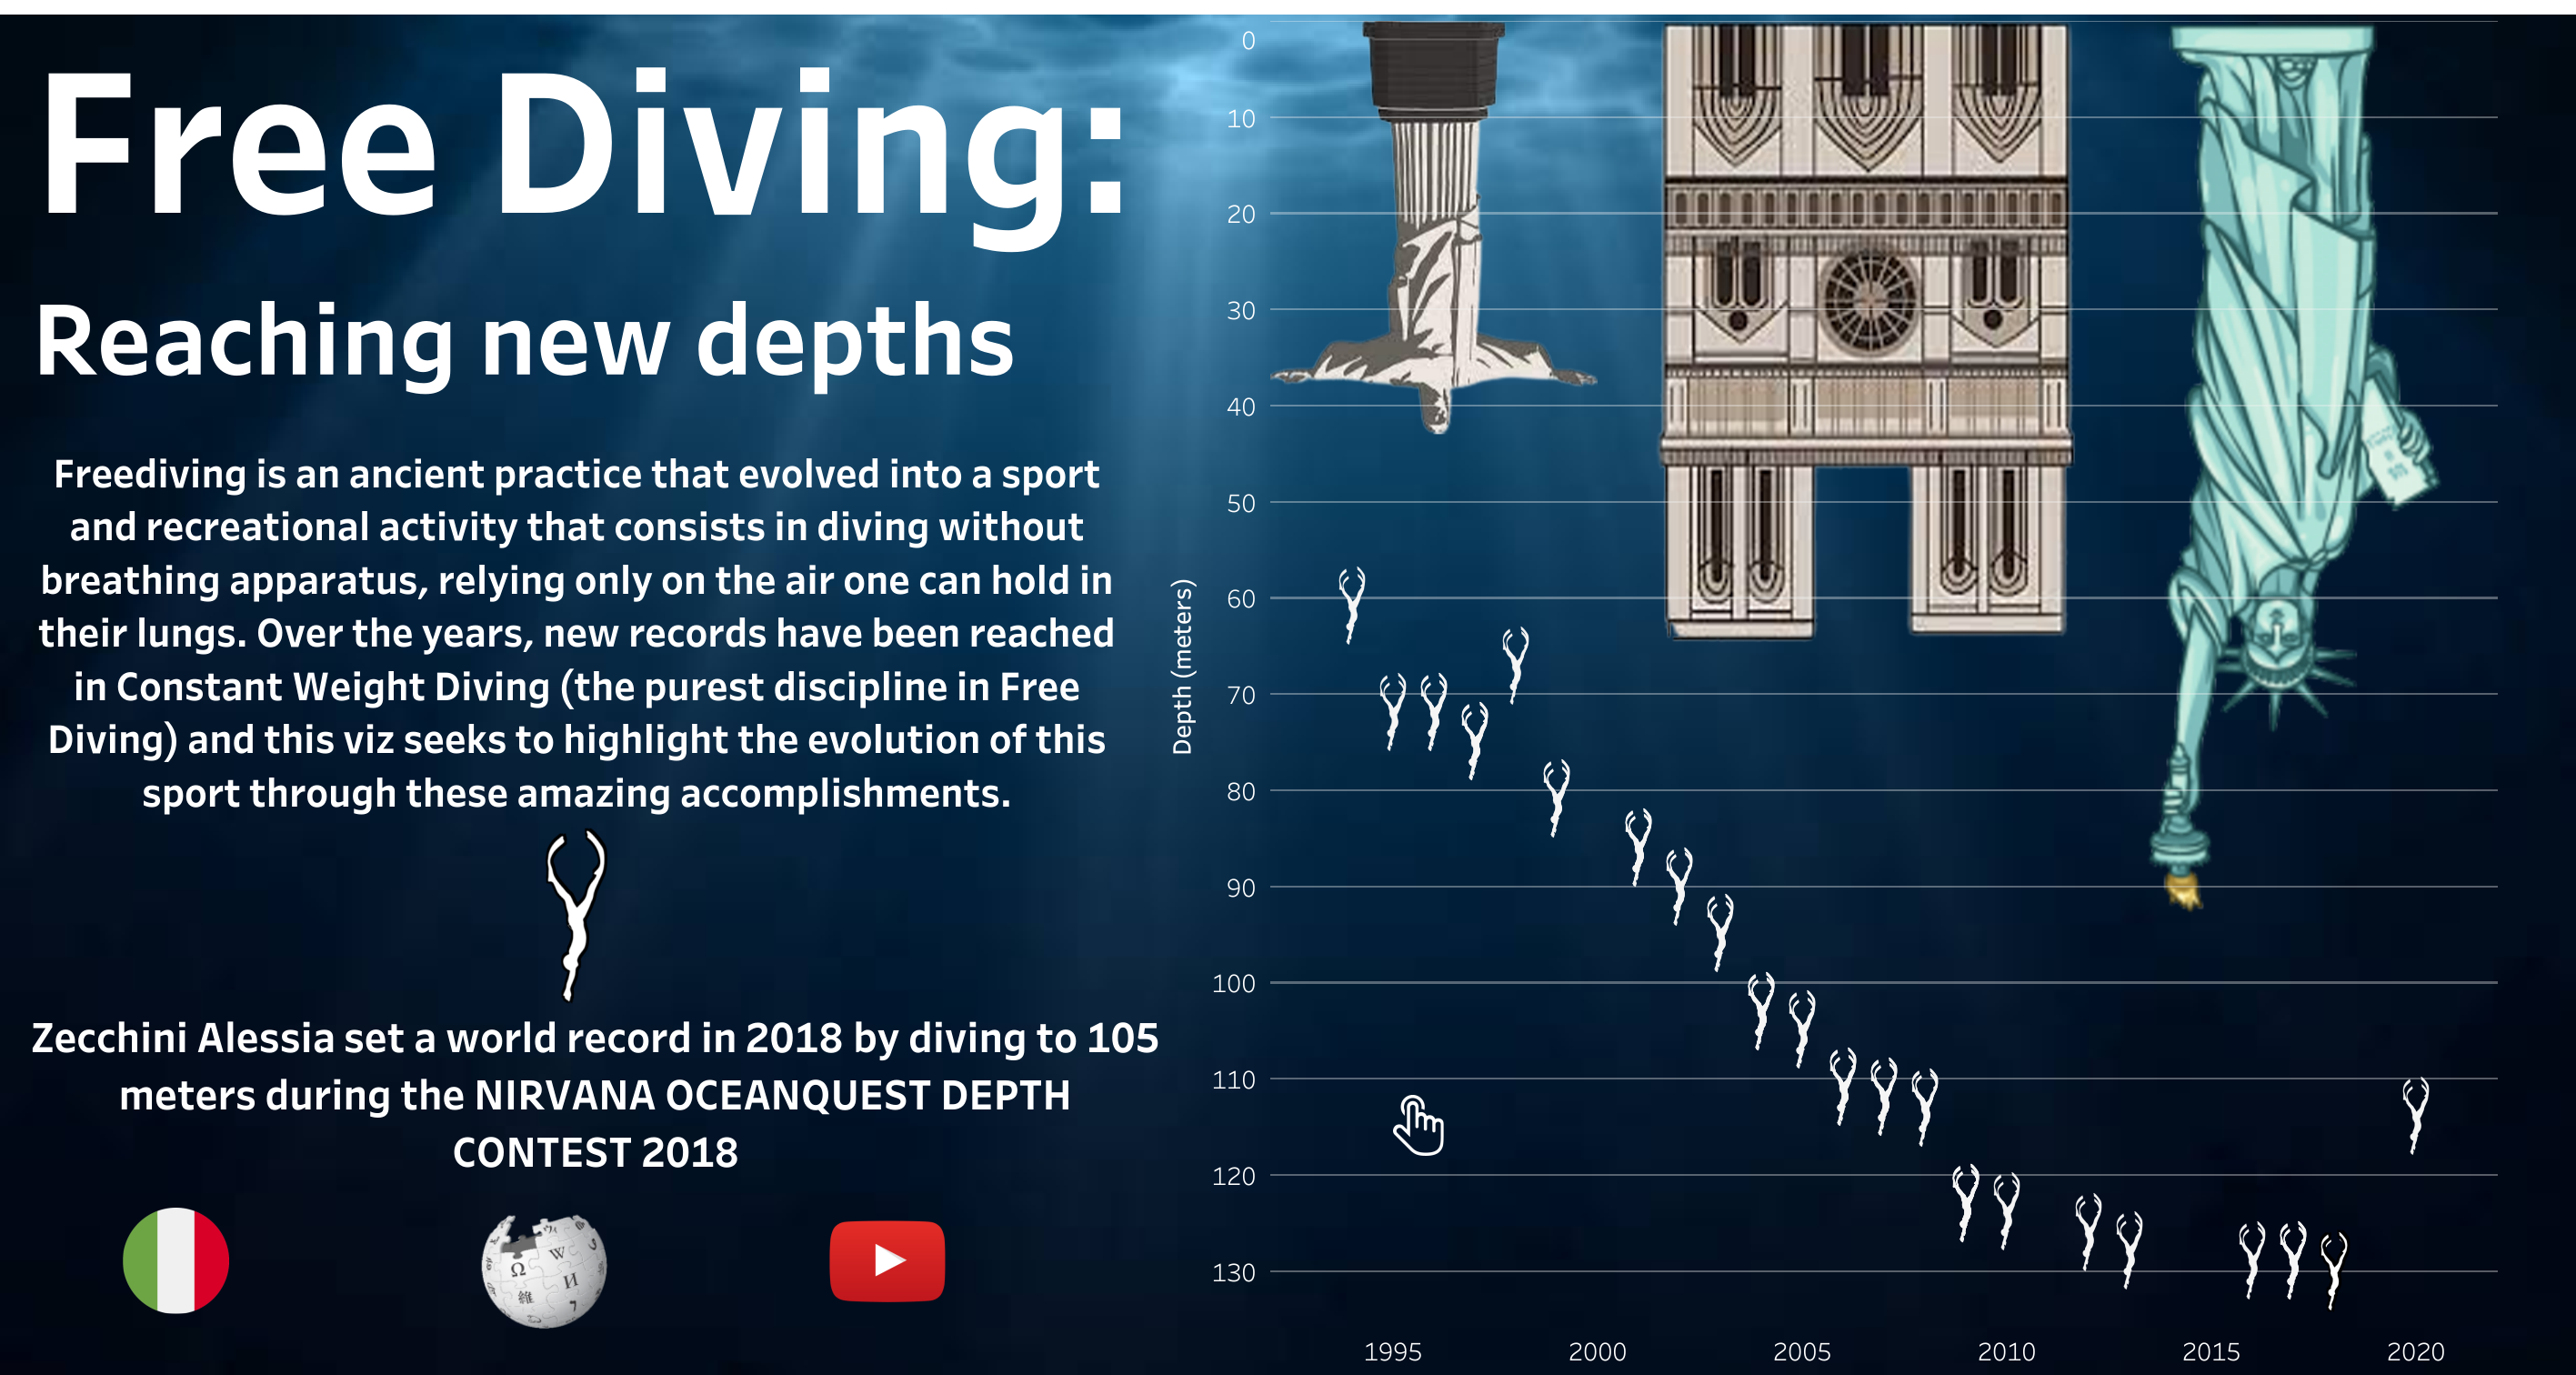 Free Diving:
Reaching new depths
Freediving is an ancient practice that evolved into a sport
and recreational activity that consists in diving without
breathing apparatus, relying only on the air one can hold in
their lungs. Over the years, new records have been reached
in Constant Weight Diving (the purest discipline in Free
Diving) and this viz seeks to highlight the evolution of this
sport through these amazing accomplishments.
Zecchini Alessia set a world record in 2018 by diving to 105
meters during the NIRVANA OCEANQUEST DEPTH
CONTEST 2018
Ω
W
И
維
Depth (meters)
0
10
20
30
40
50
60
70
80
90
100
110
120
130
1995
2000
2005
2010
2015
2020